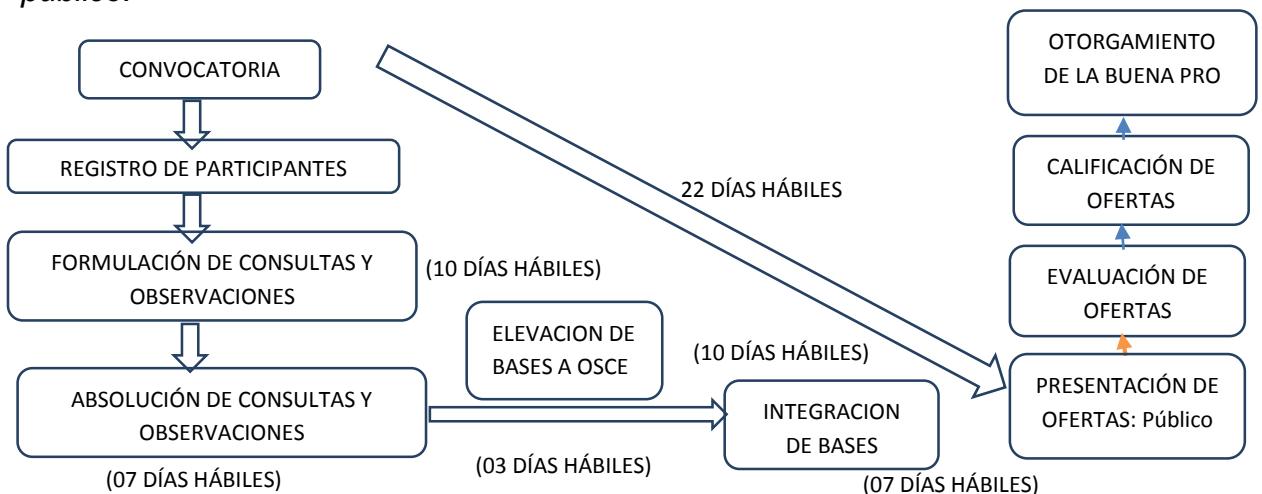 público.
CONVOCATORIA
REGISTRO DE PARTICIPANTES
FORMULACIÓN DE CONSULTAS Y
OBSERVACIONES
(10 DÍAS HÁBILES)
ABSOLUCIÓN DE CONSULTAS Y
OBSERVACIONES
(07 DÍAS HÁBILES)
ELEVACION DE
BASES A OSCE
(03 DÍAS HÁBILES)
22 DÍAS HÁBILES
(10 DÍAS HÁBILES)
INTEGRACION
DE BASES
(07 DÍAS HÁBILES)
OTORGAMIENTO
DE LA BUENA PRO
CALIFICACIÓN DE
OFERTAS
EVALUACIÓN DE
OFERTAS
PRESENTACIÓN DE
OFERTAS: Público